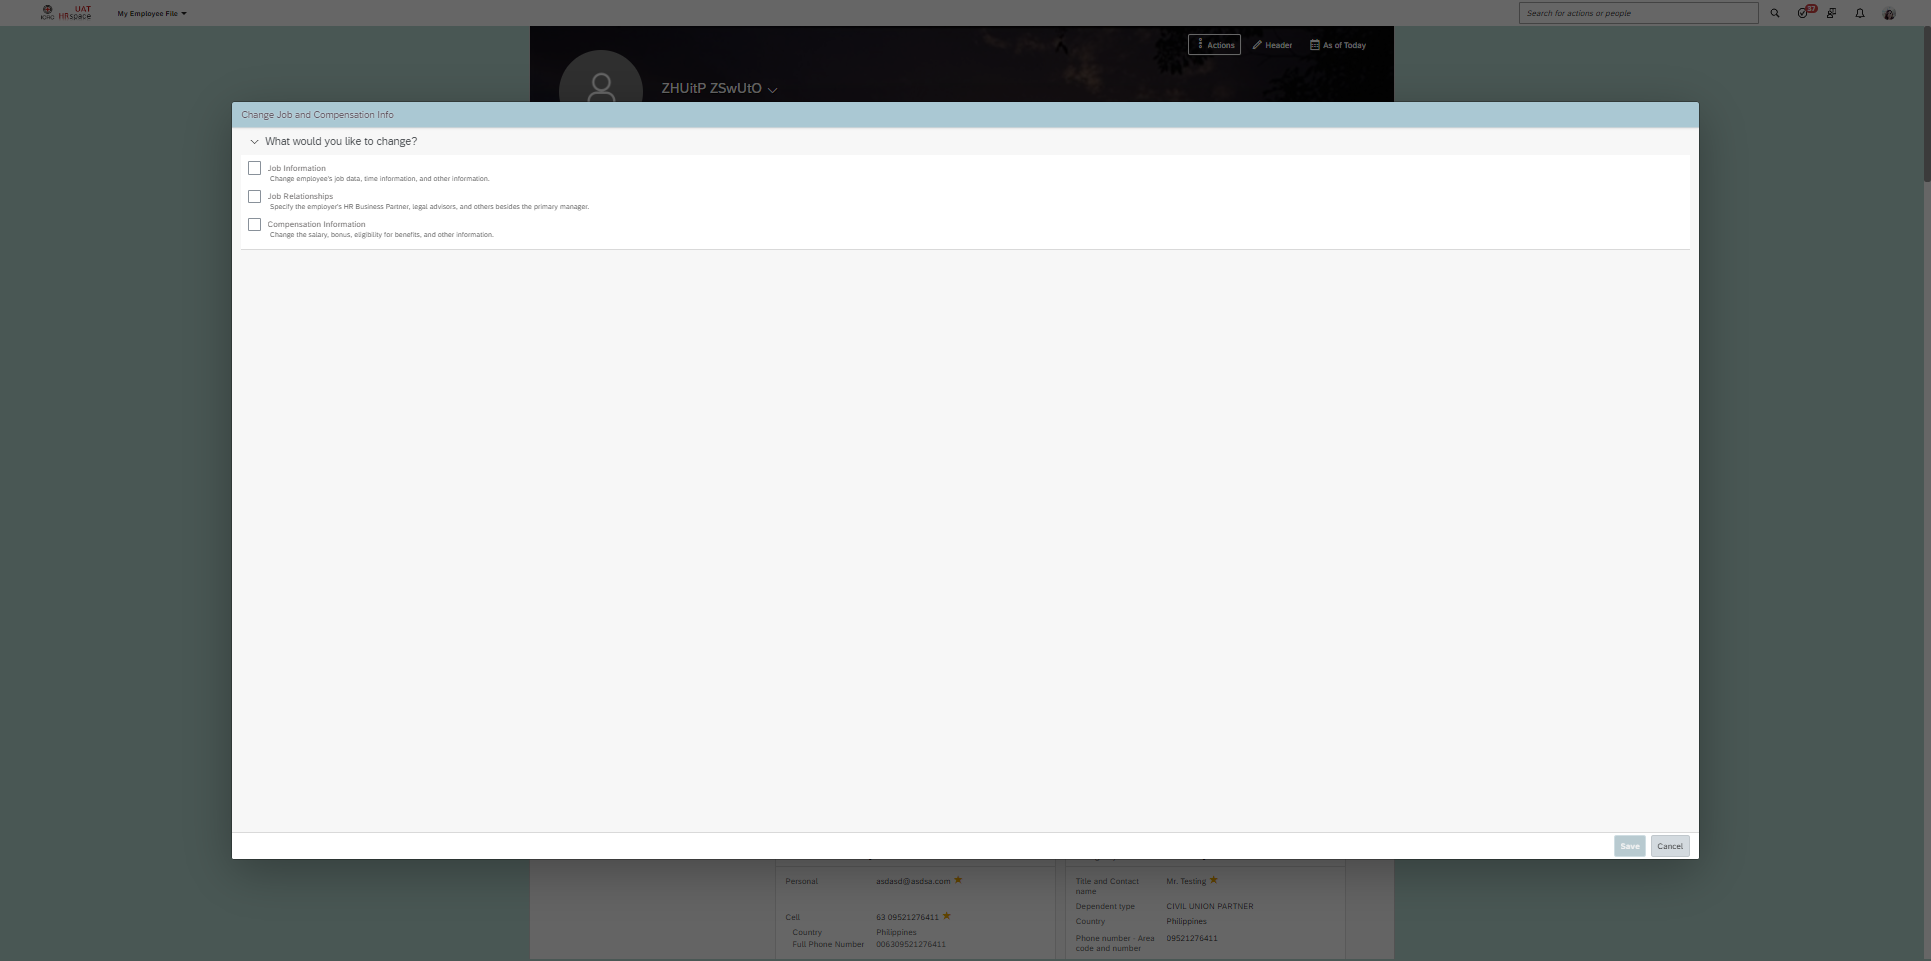 ICRC
UAT
HRspace
My Employee File
Search for actions or people
37
Actions
Header
As of Today
ZHUitP ZSwUtO
Change Job and Compensation Info
What would you like to change?
Job Information
Change employee's job data, time information, and other information.
Job Relationships
Specify the employer's HR Business Partner, legal advisors, and others besides the primary manager.
Compensation Information
Change the salary, bonus, eligibility for benefits, and other information.
Save
Cancel
Personal
asdasd@asdsa.com
Cell
63 09521276411
Country
Philippines
Full Phone Number
006309521276411
Title and Contact
name
Mr. Testing
Dependent type
CIVIL UNION PARTNER
Country
Philippines
Phone number - Area
code and number
09521276411